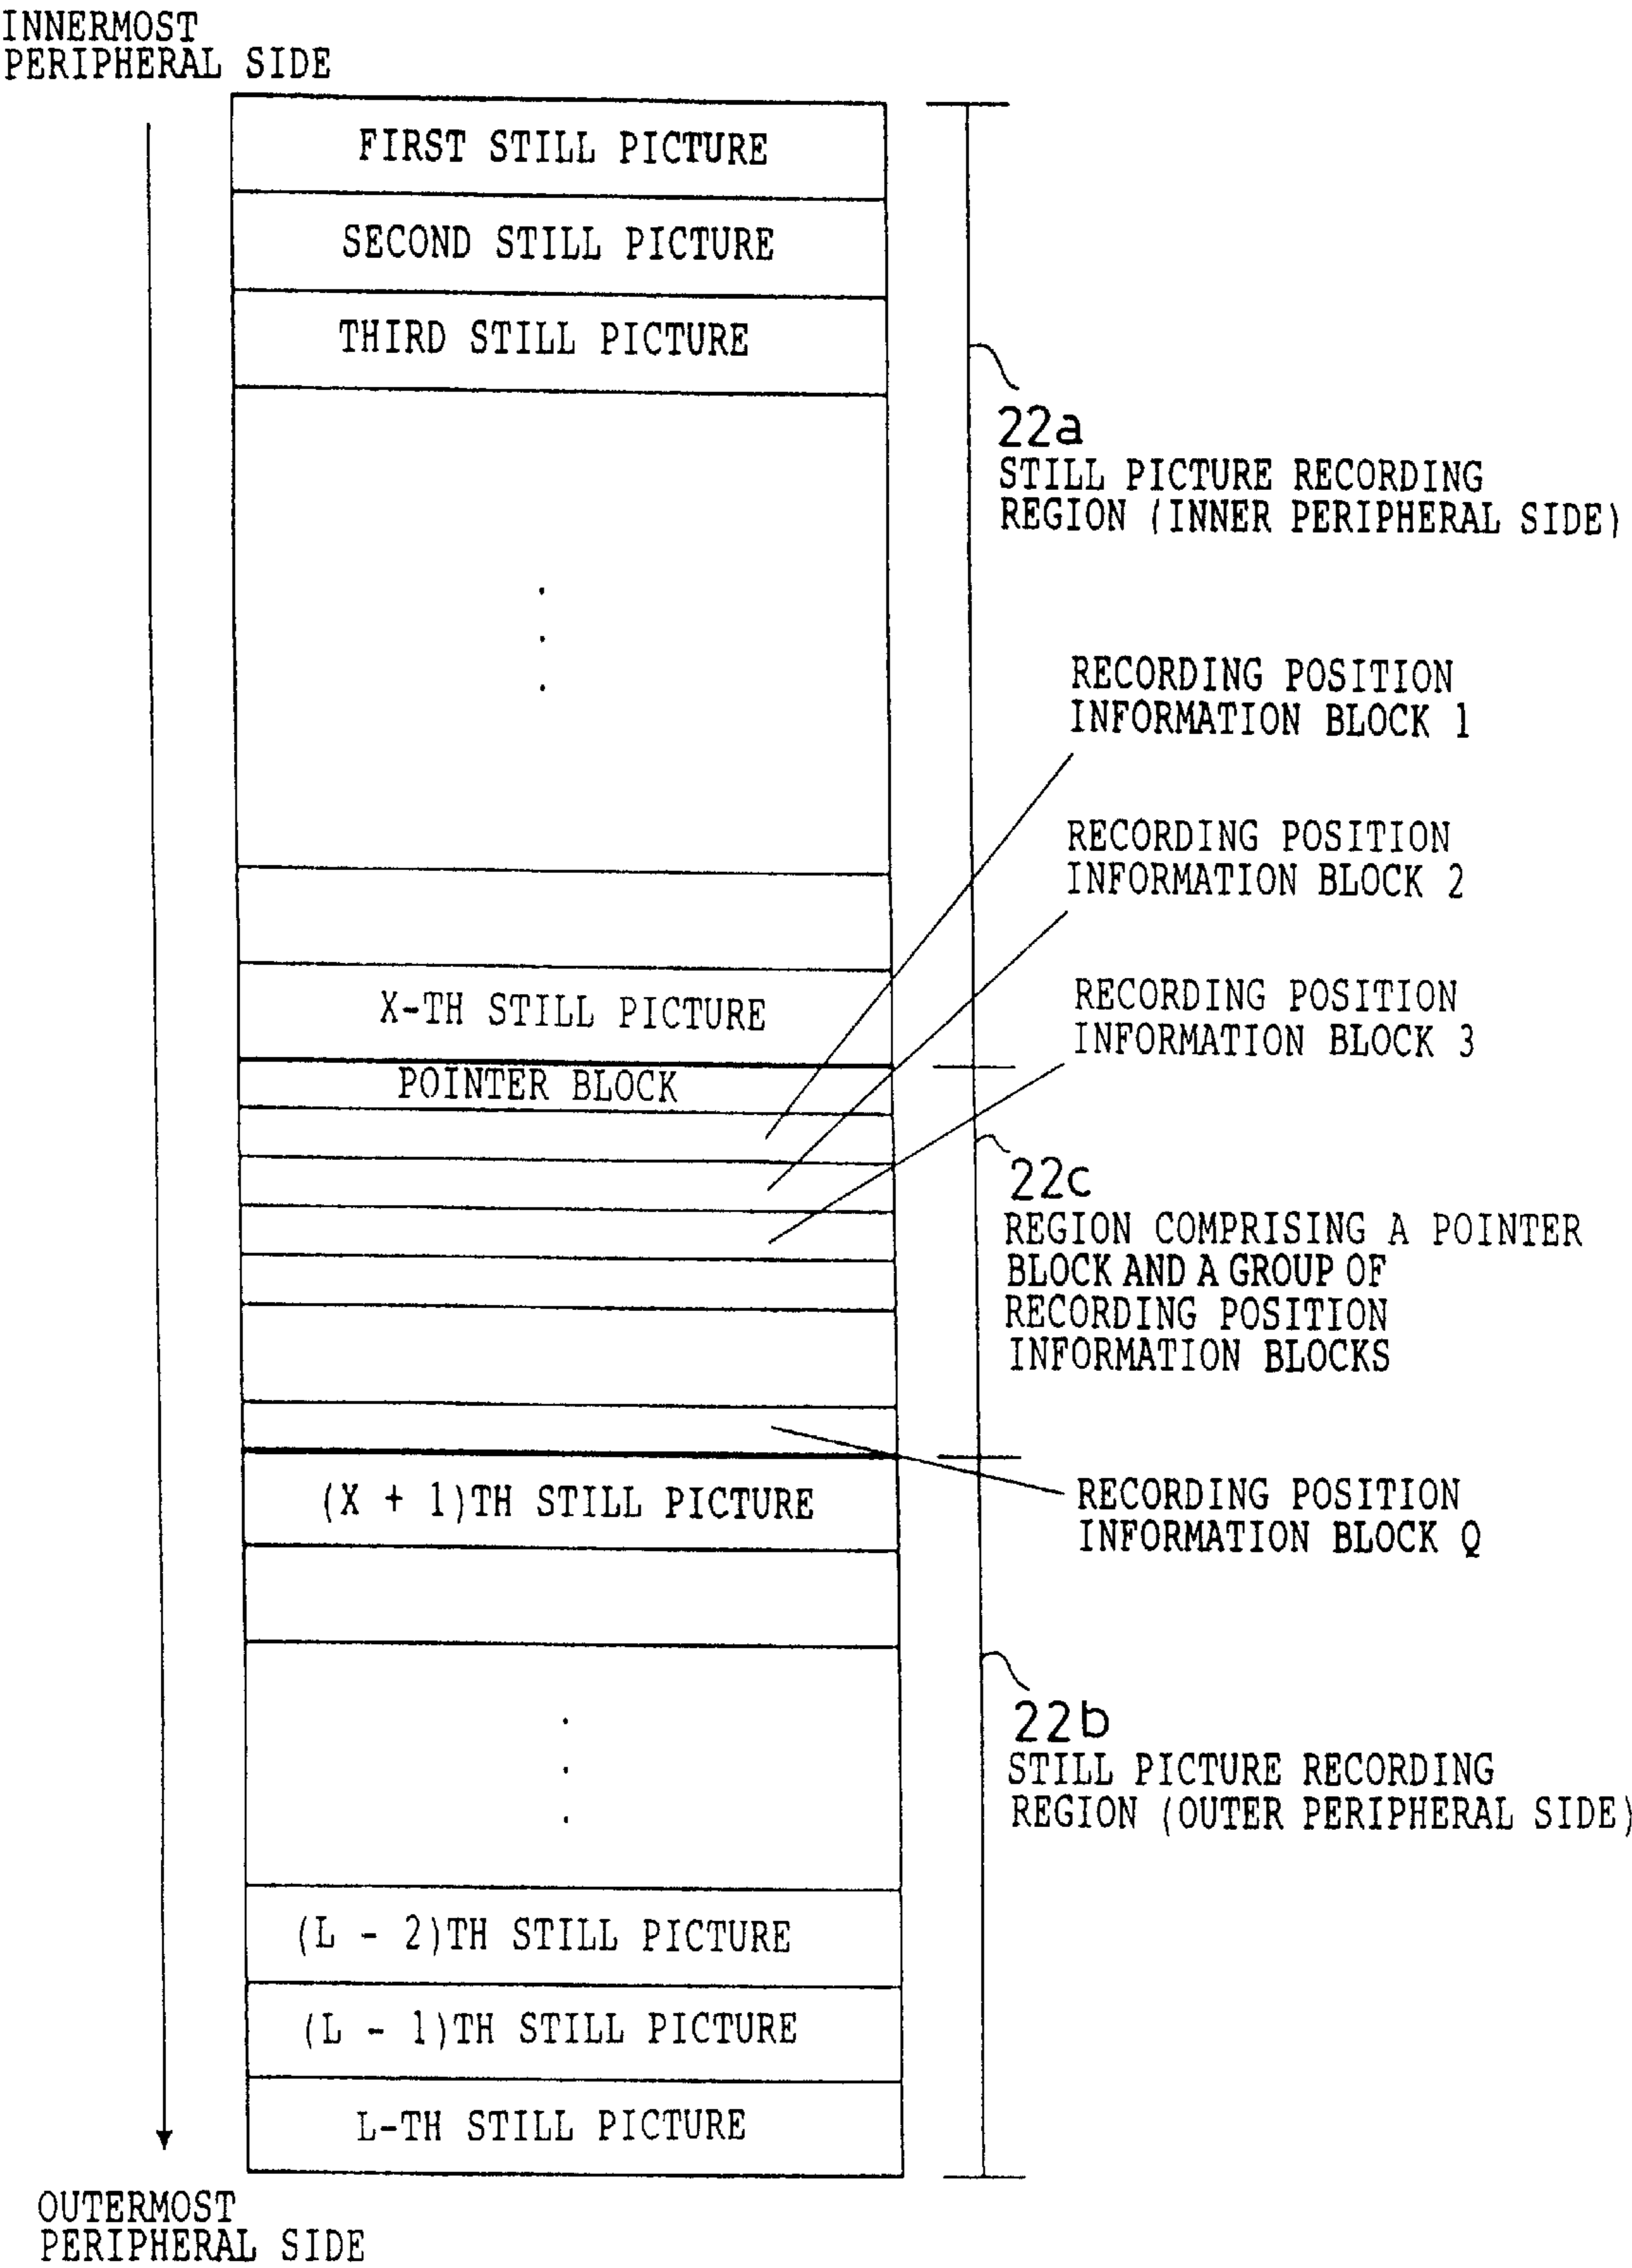 INNERMOST
PERIPHERAL SIDE
FIRST STILL PICTURE
SECOND STILL PICTURE
THIRD STILL PICTURE
22a
STILL PICTURE RECORDING
REGION (INNER PERIPHERAL SIDE)
RECORDING POSITION
INFORMATION BLOCK 1
RECORDING POSITION
INFORMATION BLOCK 2
RECORDING POSITION
INFORMATION BLOCK 3
X-TH STILL PICTURE
POINTER BLOCK
22c
REGION COMPRISING A POINTER
BLOCK AND A GROUP OF
RECORDING POSITION
INFORMATION BLOCKS
(X + 1)TH STILL PICTURE
RECORDING POSITION
INFORMATION BLOCK Q
22b
STILL PICTURE RECORDING
REGION (OUTER PERIPHERAL SIDE)
(L - 2)TH STILL PICTURE
(L - 1)TH STILL PICTURE
L-TH STILL PICTURE
OUTERMOST
PERIPHERAL SIDE